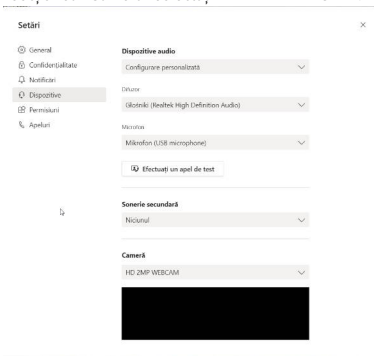 Setări
General
Confidențialitate
Notificări
Dispozitive
Permisiuni
Apeluri
Dispozitive audio
Configurare personalizată
Difuzor
Głośniki (Realtek High Definition Audio)
Microfon
Mikrofon (USB microphone)
Efectuați un apel de test
Sonerie secundară
Niciunul
Cameră
HD 2MP WEBCAM